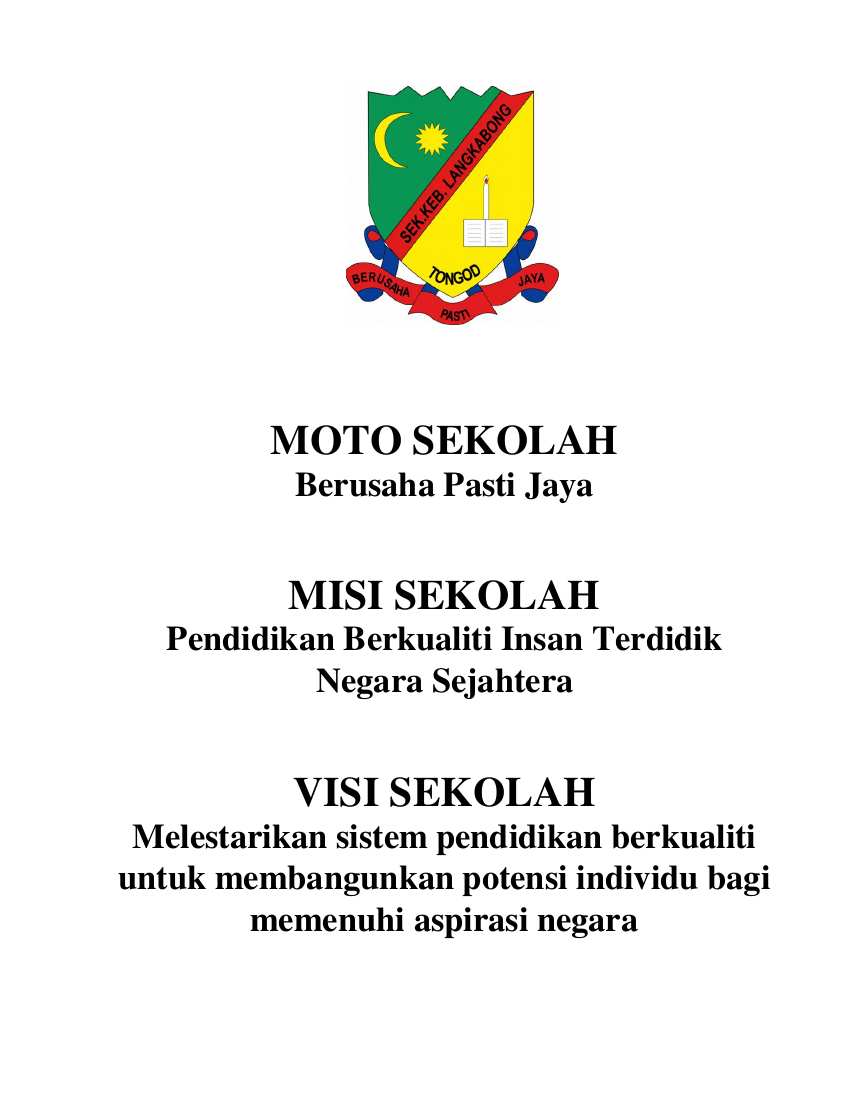 SEK.KEB. LANGKABONG
TONGOD
BERUSAHA PASTI JAYA
MOTO SEKOLAH
Berusaha Pasti Jaya
MISI SEKOLAH
Pendidikan Berkualiti Insan Terdidik
Negara Sejahtera
VISI SEKOLAH
Melestarikan sistem pendidikan berkualiti
untuk membangunkan potensi individu bagi
memenuhi aspirasi negara